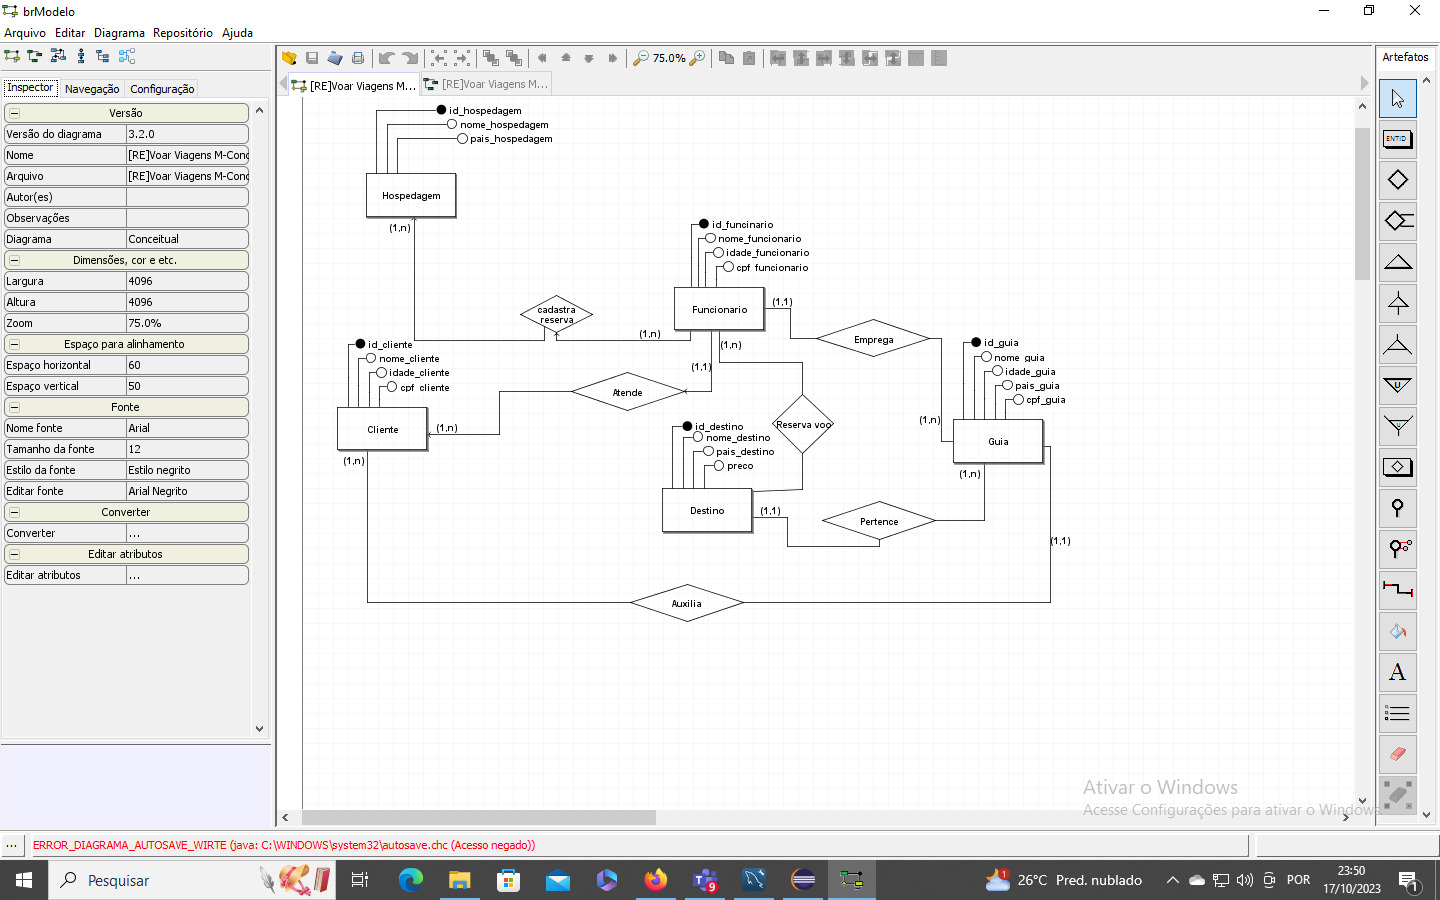 brModelo
Arquivo Editar Diagrama Repositório Ajuda
75.0%
Artefatos
Inspector Navegação Configuração
[RE]Voar Viagens M... [RE]Voar Viagens M...
Versão
Versão do diagrama 3.2.0
Nome [RE]Voar Viagens M-Conc
Arquivo [RE]Voar Viagens M-Conc
Autor(es)
Observações
Diagrama Conceitual
Dimensões, cor e etc.
Largura 4096
Altura 4096
Zoom 75.0%
Espaço para alinhamento
Espaço horizontal 60
Espaço vertical 50
Fonte
Nome fonte Arial
Tamanho da fonte 12
Estilo da fonte Estilo negrito
Editar fonte Arial Negrito
Converter
Converter ...
Editar atributos
Editar atributos ...
id_hospedagem
nome_hospedagem
pais_hospedagem
Hospedagem
(1,n)
id_funcinario
nome_funcionario
idade_funcionario
cpf_funcionario
Funcionario
(1,1)
cadastra
reserva
(1,n)
(1,n)
(1,1)
Emprega
id_cliente
nome_cliente
idade_cliente
cpf_cliente
Cliente
(1,n)
(1,n)
Atende
id_guia
nome_guia
idade_guia
pais_guia
cpf_guia
(1,n)
Guia
(1,n)
(1,1)
Reserva voo
id_destino
nome_destino
pais_destino
preco
Destino
(1,1)
Pertence
Auxilia
ENTID
U
A
Ativar o Windows
Acesse Configurações para ativar o Windows.
... ERROR_DIAGRAMA_AUTOSAVE_WIRTE (java: C:\WINDOWS\system32\autosave.chc (Acesso negado))
Pesquisar
9
1
26°C Pred. nublado
POR
23:50
17/10/2023
1